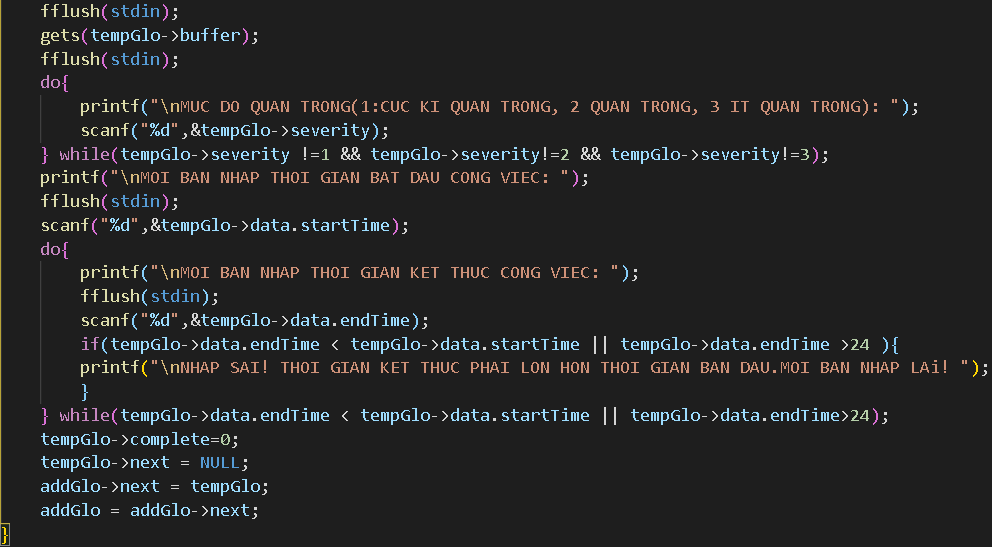 fflush(stdin);
gets(tempGlo->buffer);
fflush(stdin);
do{
printf("\nMUC DO QUAN TRONG(1:CUC KI QUAN TRONG, 2 QUAN TRONG, 3 IT QUAN TRONG): ");
scanf("%d",&tempGlo->severity);
} while(tempGlo->severity !=1 && tempGlo->severity!=2 && tempGlo->severity!=3);
printf("\nMOI BAN NHAP THOI GIAN BAT DAU CONG VIEC: ");
fflush(stdin);
scanf("%d",&tempGlo->data.startTime);
do{
printf("\nMOI BAN NHAP THOI GIAN KET THUC CONG VIEC: ");
fflush(stdin);
scanf("%d",&tempGlo->data.endTime);
if(tempGlo->data.endTime < tempGlo->data.startTime || tempGlo->data.endTime >24 ){
printf("\nNHAP SAI! THOI GIAN KET THUC PHAI LON HON THOI GIAN BAN DAU.MOI BAN NHAP LAi! ");
}
} while(tempGlo->data.endTime < tempGlo->data.startTime || tempGlo->data.endTime>24);
tempGlo->complete=0;
tempGlo->next = NULL;
addGlo->next = tempGlo;
addGlo = addGlo->next;
}